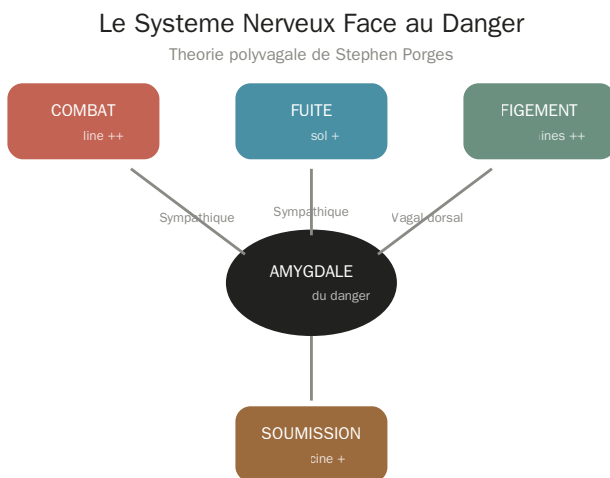 Le Systeme Nerveux Face au Danger
Theorie polyvagale de Stephen Porges
COMBAT
line ++
FUITE
sol +
FIGEMENT
ines ++
Sympathique
Sympathique
Vagal dorsal
AMYGDALE
du danger
SOUMISSION
cine +